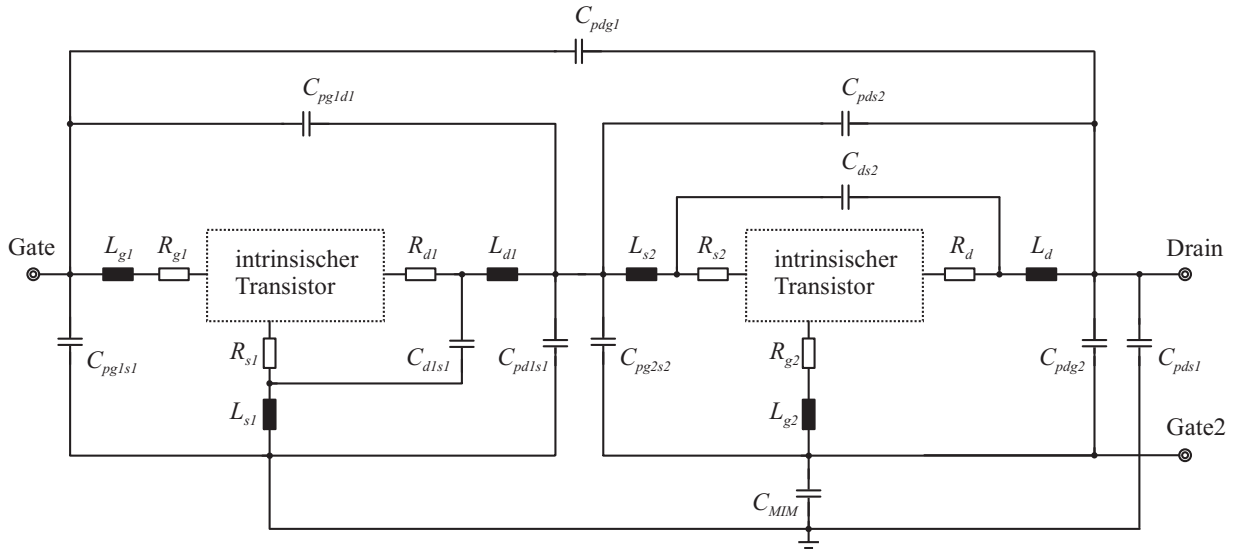 C_pdg1
C_pg1d1
C_pds2
C_ds2
Gate
L_g1
R_g1
intrinsischer
Transistor
R_d1
L_d1
L_s2
R_s2
intrinsischer
Transistor
R_d
L_d
Drain
C_pg1s1
R_s1
C_d1s1
C_pd1s1
C_pg2s2
R_g2
C_pdg2
C_pds1
L_s1
L_g2
Gate2
C_MIM